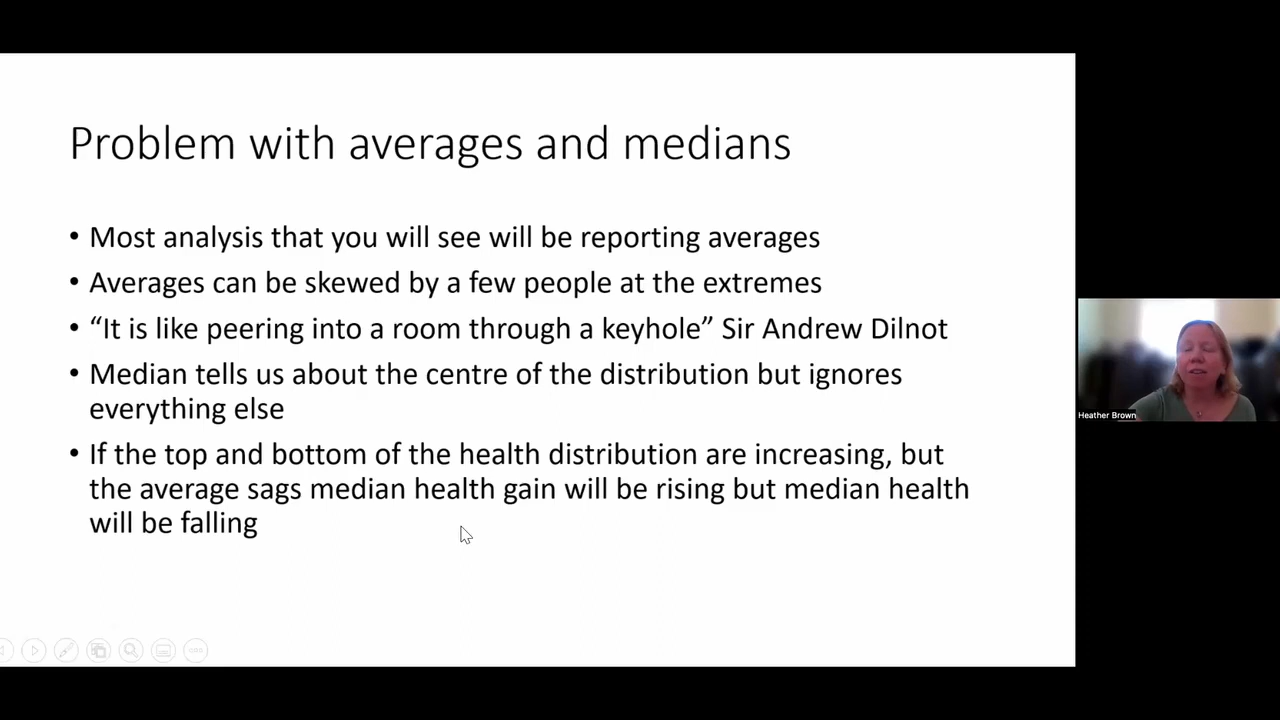 Problem with averages and medians
• Most analysis that you will see will be reporting averages
• Averages can be skewed by a few people at the extremes
• “It is like peering into a room through a keyhole” Sir Andrew Dilnot
• Median tells us about the centre of the distribution but ignores
everything else
• If the top and bottom of the health distribution are increasing, but
the average sags median health gain will be rising but median health
will be falling
Heather Brown